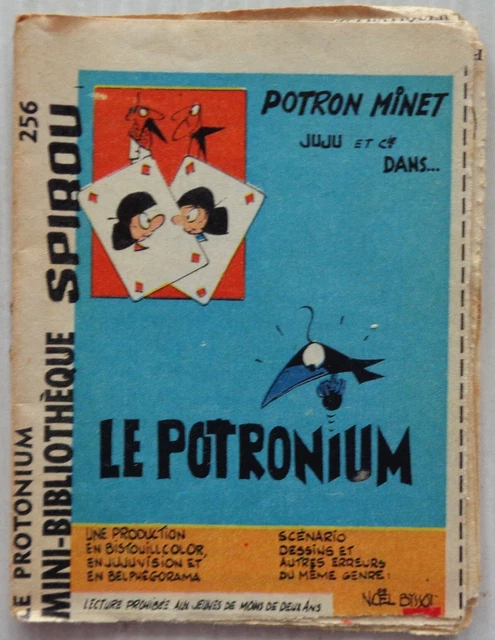 256
MINI-BIBLIOTHÈQUE SPIROU
LE PROTONIUM
POTRON MINET
JUJU ET Cie
DANS...
LE POTRONIUM
UNE PRODUCTION
EN BISTOUILLCOLOR,
EN JUJUVISION ET
EN BELPHÉGORAMA
SCÉNARIO
DESSINS ET
AUTRES ERREURS
DU MÊME GENRE:
NOËL BISSOT
LECTURE PROHIBÉE AUX JEUNES DE MOINS DE DEUX ANS